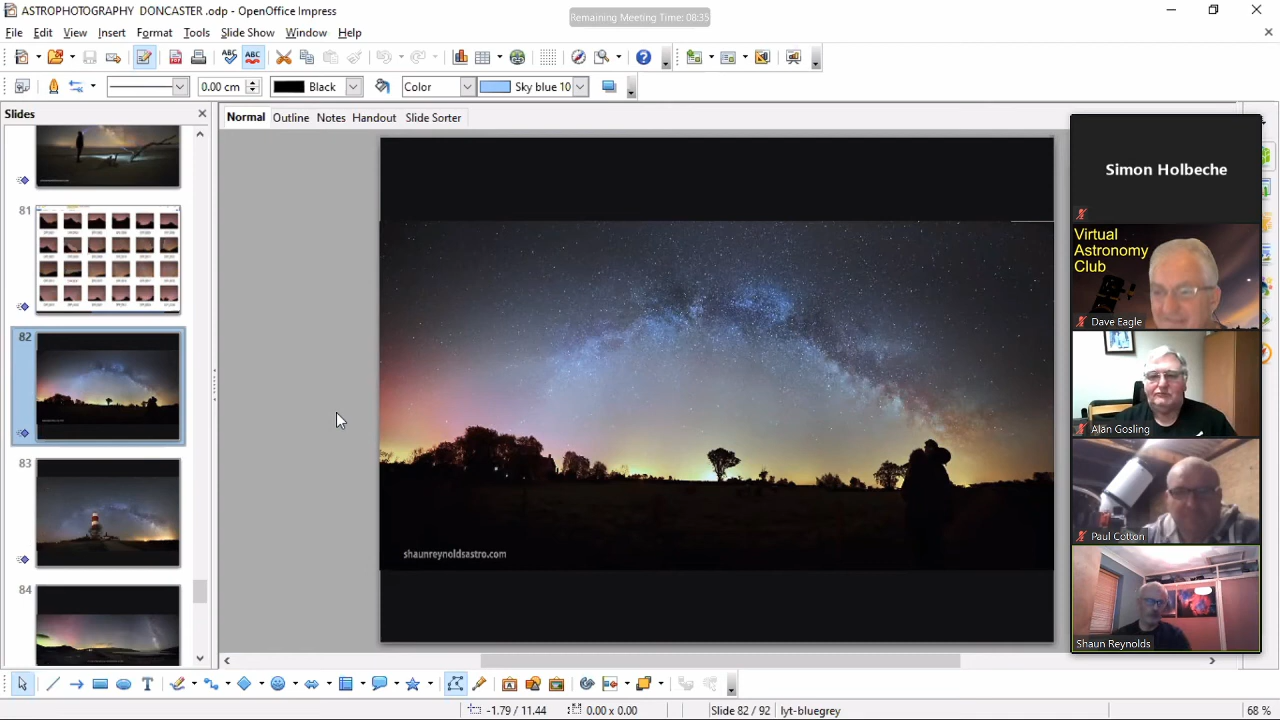 ASTROPHOTOGRAPHY DONCASTER.odp - OpenOffice Impress
Remaining Meeting Time: 08:35
File Edit View Insert Format Tools Slide Show Window Help
0.00 cm Black Color Sky blue 10
Slides
Normal Outline Notes Handout Slide Sorter
81
82
83
84
shaunreynoldsastro.com
Simon Holbeche
Virtual
Astronomy
Club
Dave Eagle
Alan Gosling
Paul Cotton
Shaun Reynolds
-1.79 / 11.44 0.00 x 0.00 Slide 82 / 92 lyt-bluegrey 68 %